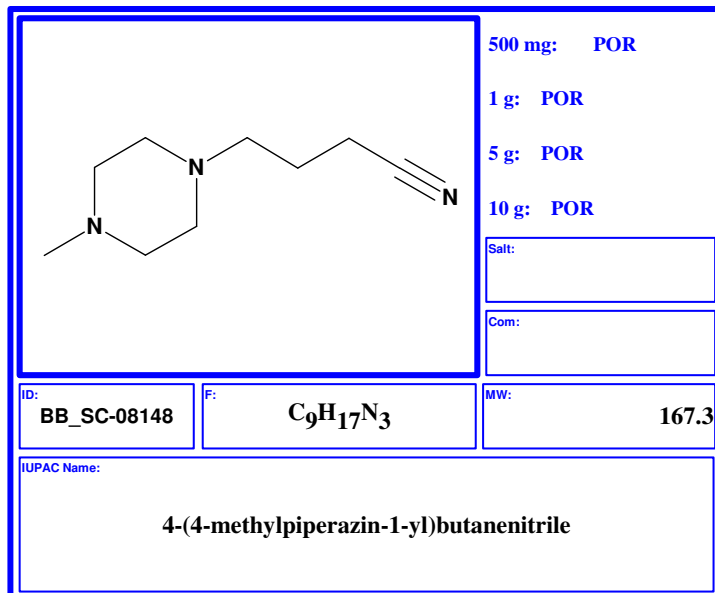 N
N
N
500 mg: POR
1 g: POR
5 g: POR
10 g: POR
Salt:
Com:
ID:
BB_SC-08148
F:
C9H17N3
MW:
167.3
IUPAC Name:
4-(4-methylpiperazin-1-yl)butanenitrile